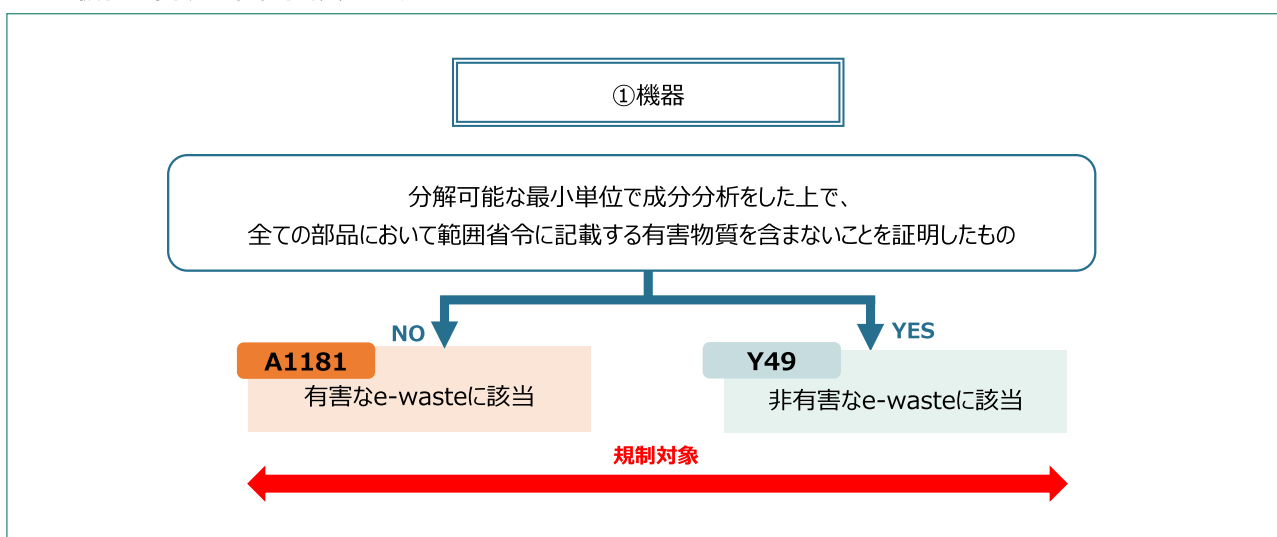 ①機器
分解可能な最小単位で成分分析をした上で、
全ての部品において範囲省令に記載する有害物質を含まないことを証明したもの
NO
YES
A1181
有害なe-wasteに該当
Y49
非有害なe-wasteに該当
規制対象